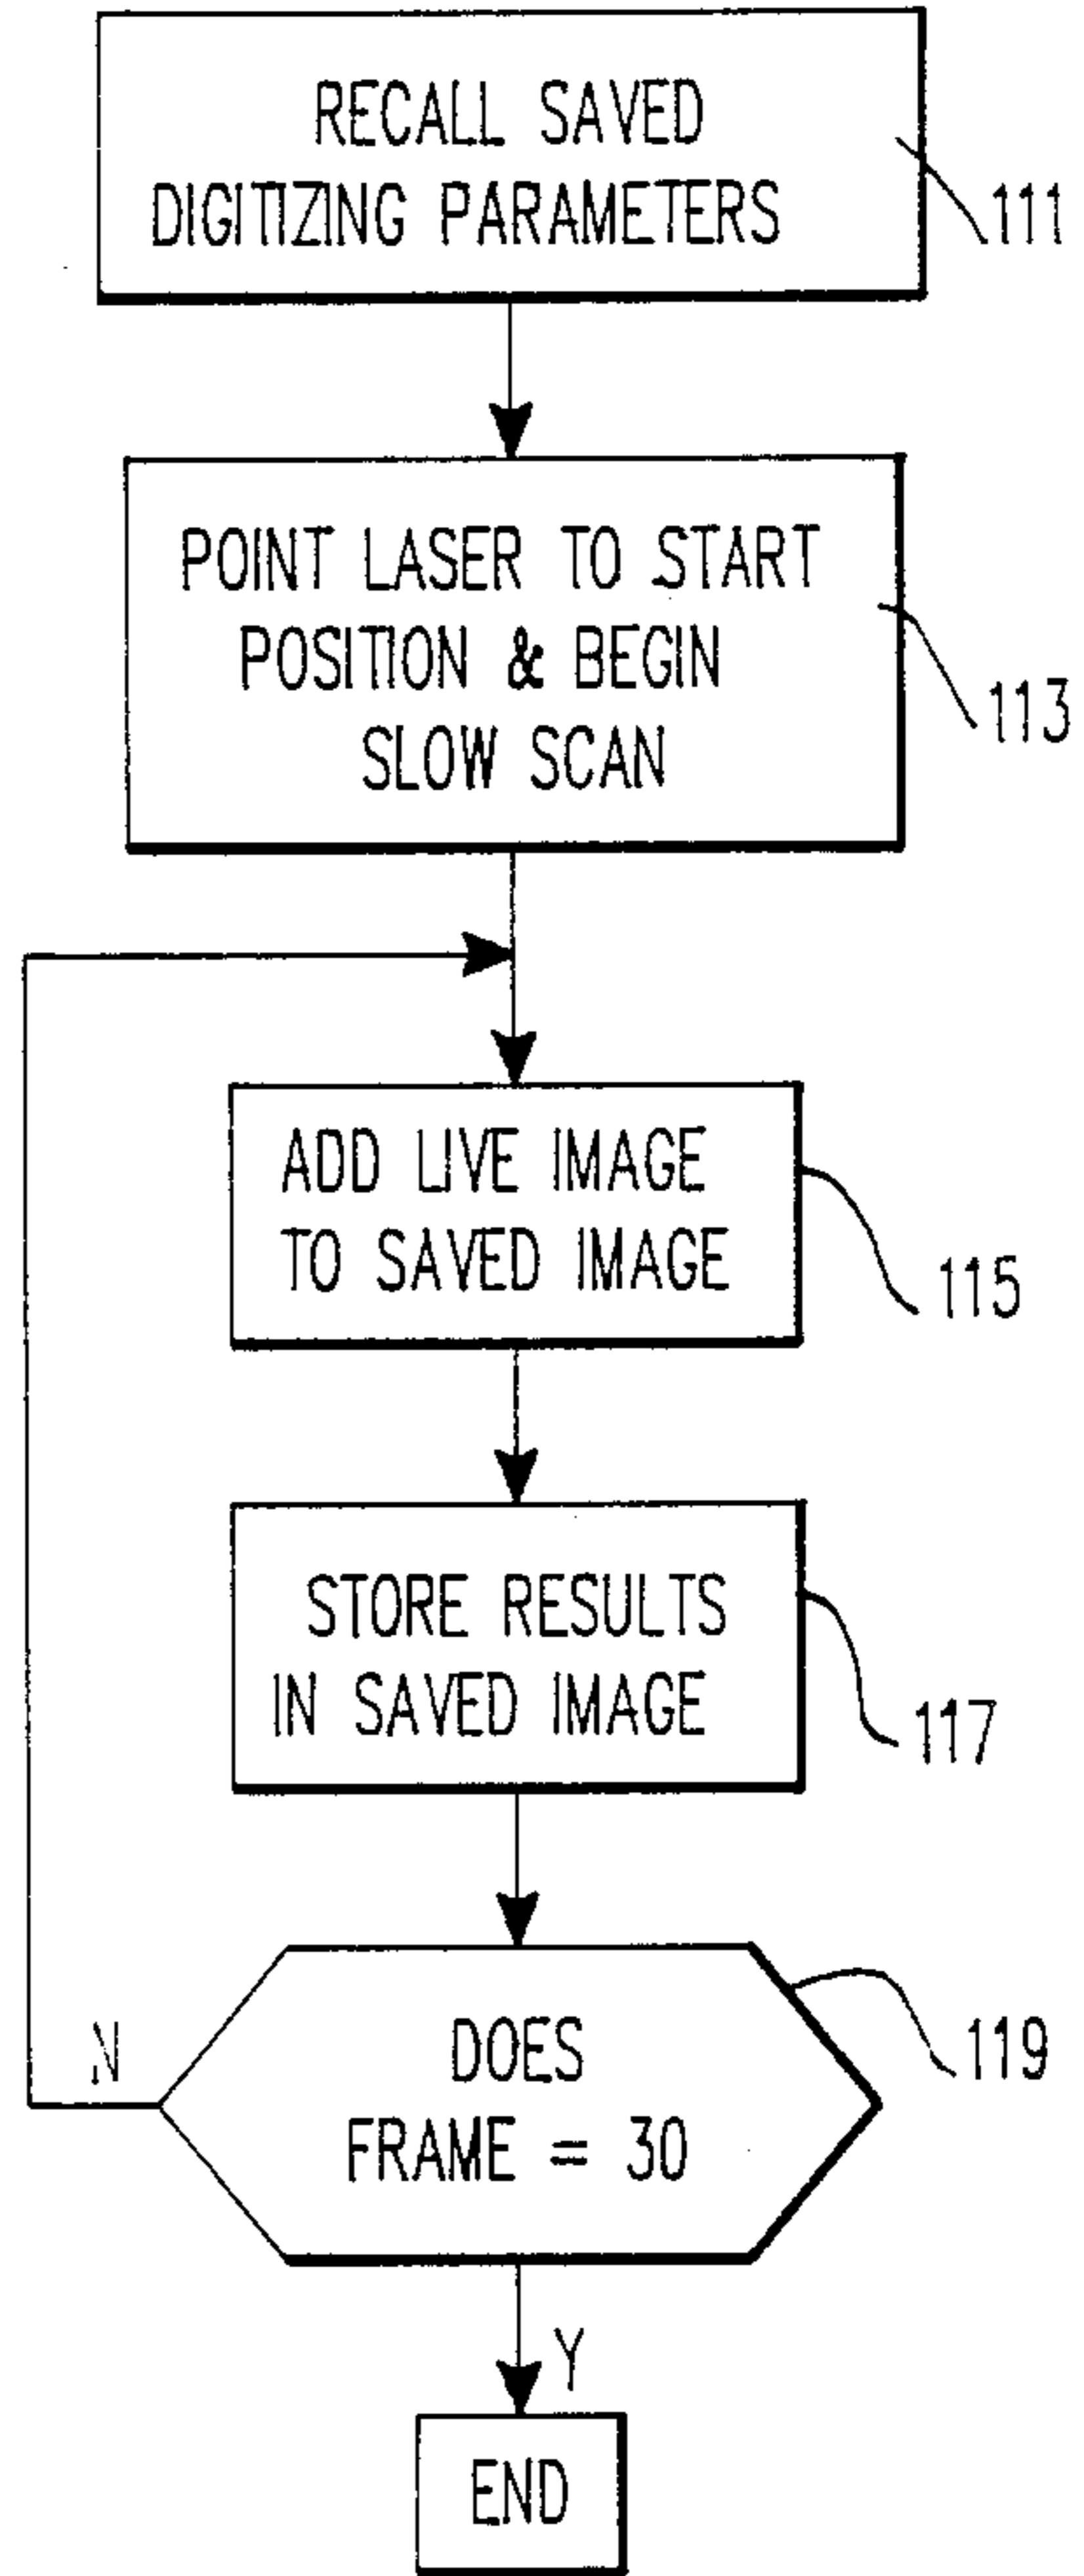 RECALL SAVED
DIGITIZING PARAMETERS
111
POINT LASER TO START
POSITION & BEGIN
SLOW SCAN
113
ADD LIVE IMAGE
TO SAVED IMAGE
115
STORE RESULTS
IN SAVED IMAGE
117
DOES
FRAME = 30
119
N
Y
END